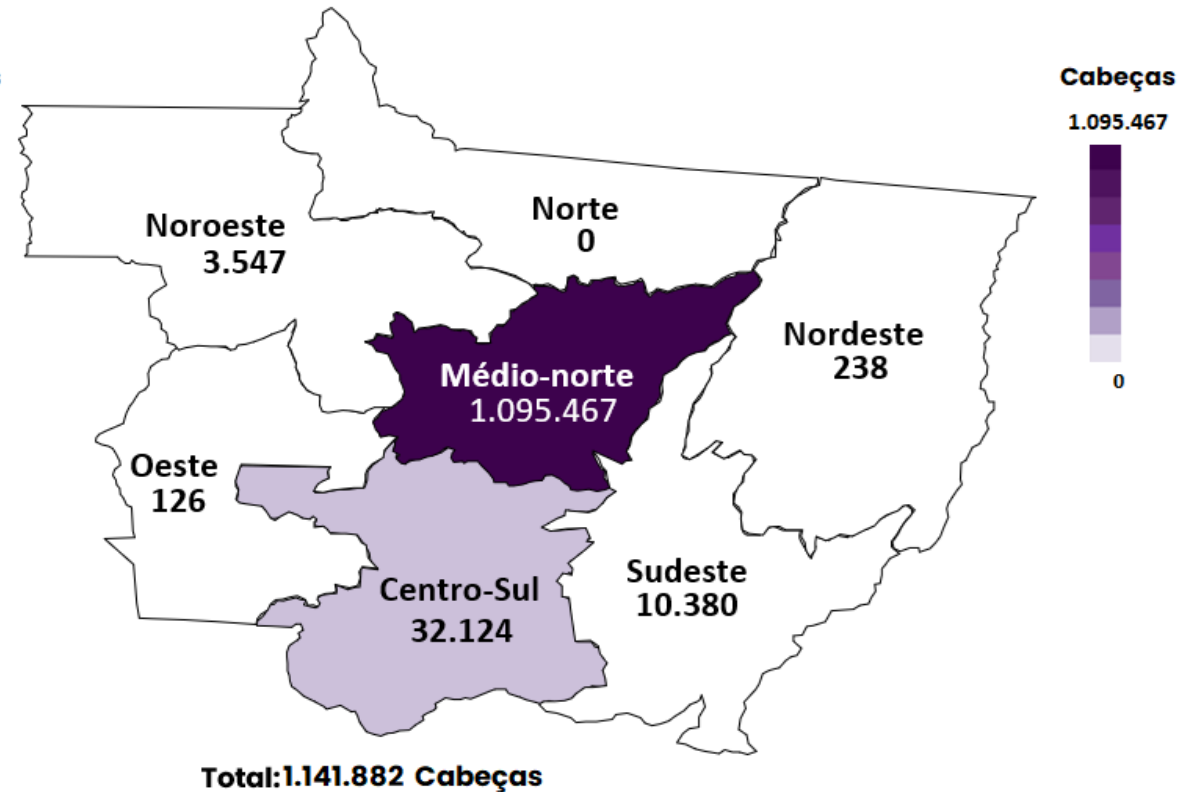 Cabeças
1.095.467
0
Norte
0
Noroeste
3.547
Nordeste
238
Médio-norte
1.095.467
Oeste
126
Sudeste
10.380
Centro-Sul
32.124
Total:1.141.882 Cabeças